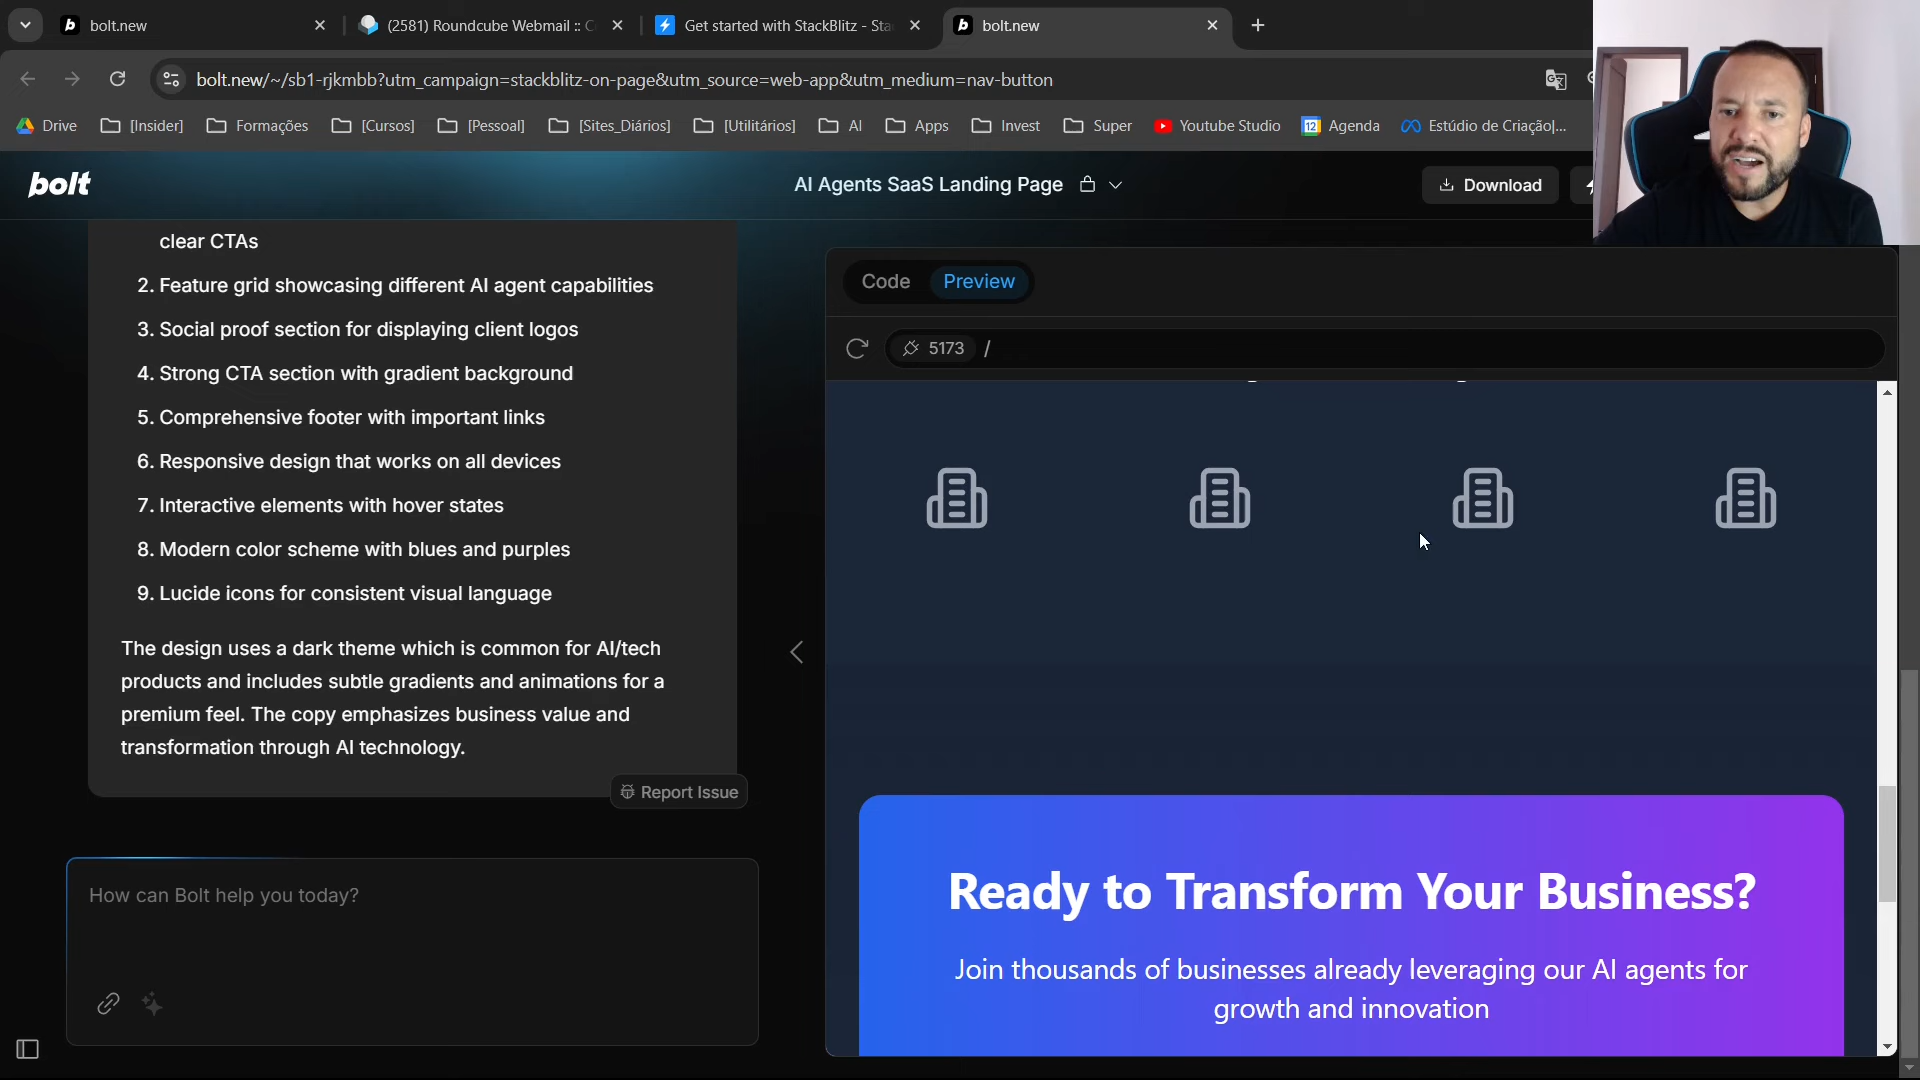 bolt.new
(2581) Roundcube Webmail :: C
Get started with StackBlitz - Sta
bolt.new
bolt.new/~/sb1-rjkmbb?utm_campaign=stackblitz-on-page&utm_source=web-app&utm_medium=nav-button
Drive
[Insider]
Formações
[Cursos]
[Pessoal]
[Sites_Diários]
[Utilitários]
AI
Apps
Invest
Super
Youtube Studio
12
Agenda
Estúdio de Criação|...
bolt
AI Agents SaaS Landing Page
Download
clear CTAs
2. Feature grid showcasing different AI agent capabilities
3. Social proof section for displaying client logos
4. Strong CTA section with gradient background
5. Comprehensive footer with important links
6. Responsive design that works on all devices
7. Interactive elements with hover states
8. Modern color scheme with blues and purples
9. Lucide icons for consistent visual language
The design uses a dark theme which is common for AI/tech
products and includes subtle gradients and animations for a
premium feel. The copy emphasizes business value and
transformation through AI technology.
Report Issue
How can Bolt help you today?
Code
Preview
5173 /
Ready to Transform Your Business?
Join thousands of businesses already leveraging our AI agents for
growth and innovation